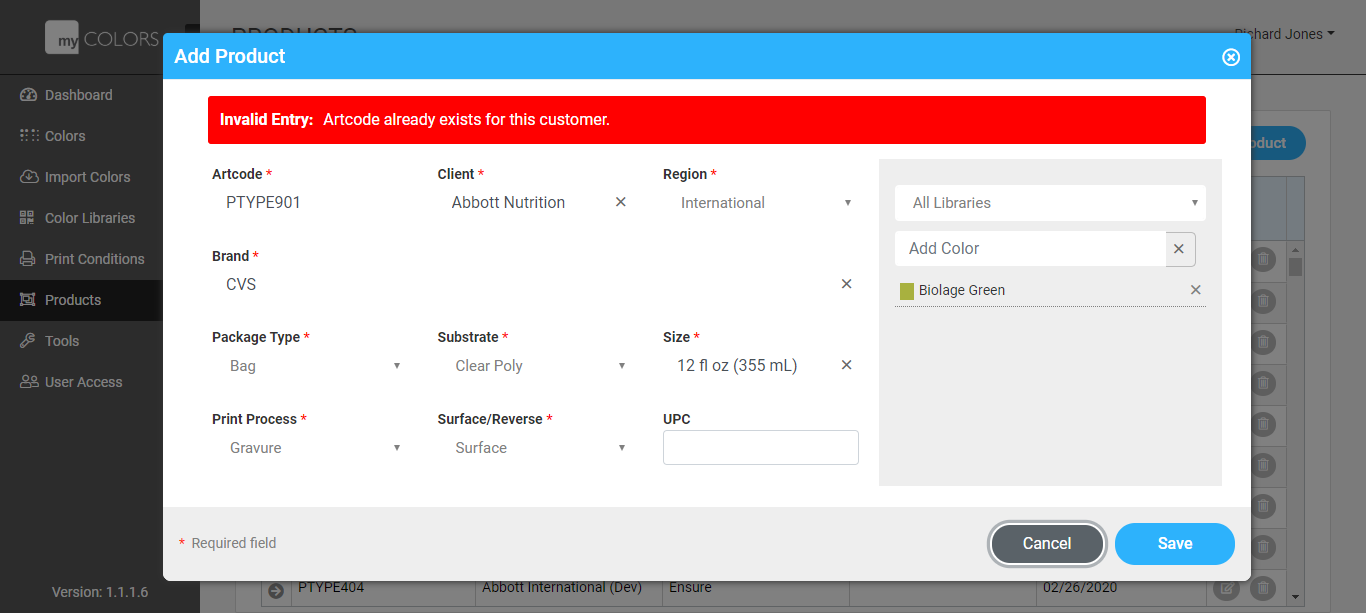 my COLORS
PRODUCTS
Richard Jones
Add Product
Dashboard
Colors
Import Colors
Color Libraries
Print Conditions
Products
Tools
User Access
Version: 1.1.1.6
Invalid Entry: Artcode already exists for this customer.
Artcode * Client * Region *
PTYPE901 Abbott Nutrition × International
Brand *
CVS ×
Package Type * Substrate * Size *
Bag Clear Poly 12 fl oz (355 mL) ×
Print Process * Surface/Reverse * UPC
Gravure Surface
All Libraries
Add Color ×
Biolage Green ×
* Required field
Cancel Save
PTYPE404 Abbott International (Dev) Ensure 02/26/2020